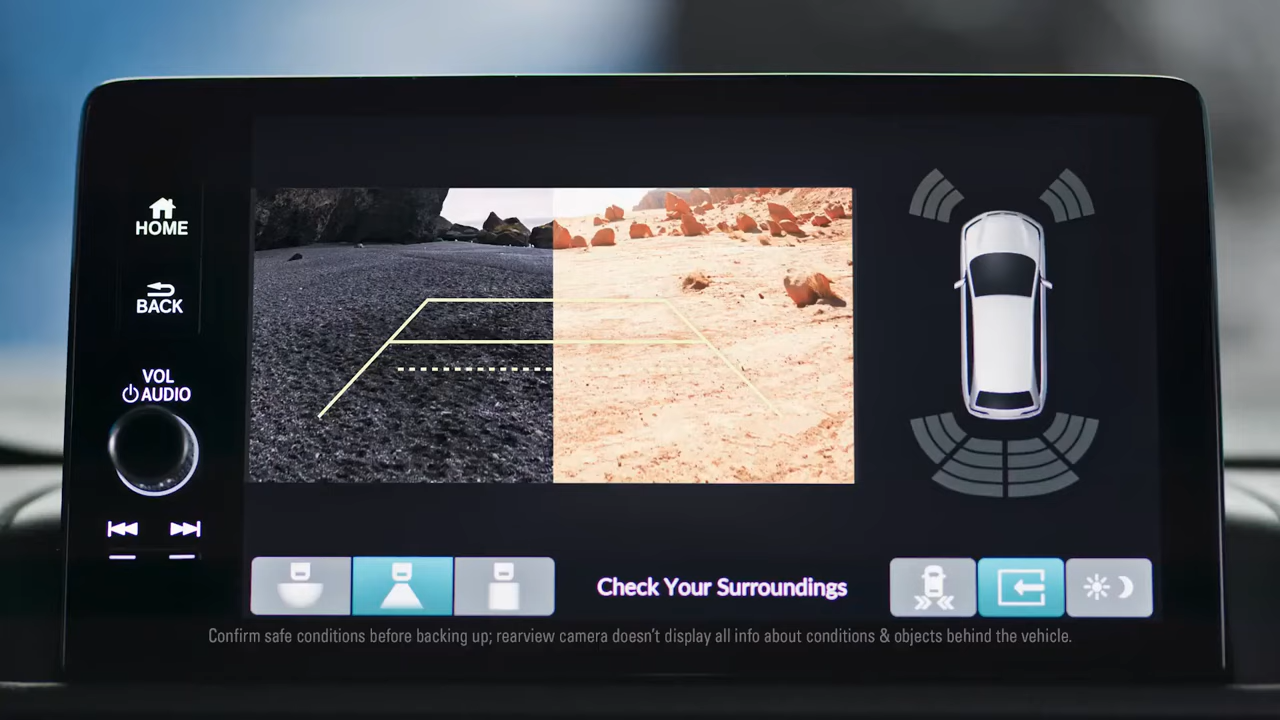 HOME
BACK
VOL
AUDIO
Check Your Surroundings
Confirm safe conditions before backing up; rearview camera doesn't display all info about conditions & objects behind the vehicle.